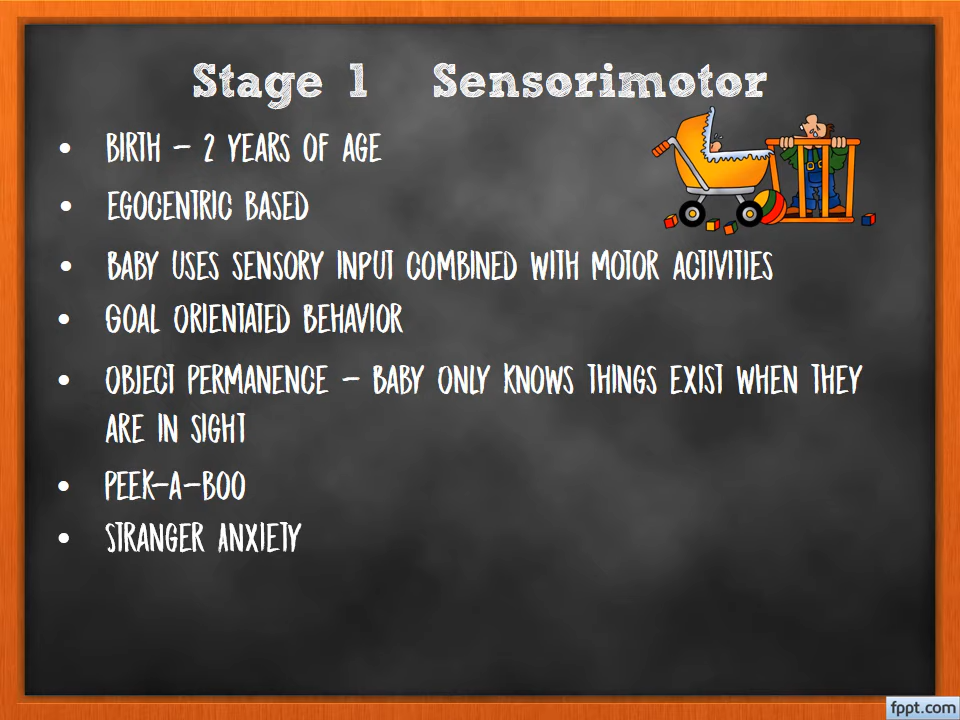 Stage 1 Sensorimotor
• BIRTH – 2 YEARS OF AGE
• EGOCENTRIC BASED
• BABY USES SENSORY INPUT COMBINED WITH MOTOR ACTIVITIES
• GOAL ORIENTATED BEHAVIOR
• OBJECT PERMANENCE – BABY ONLY KNOWS THINGS EXIST WHEN THEY
ARE IN SIGHT
• PEEK-A-BOO
• STRANGER ANXIETY
fppt.com